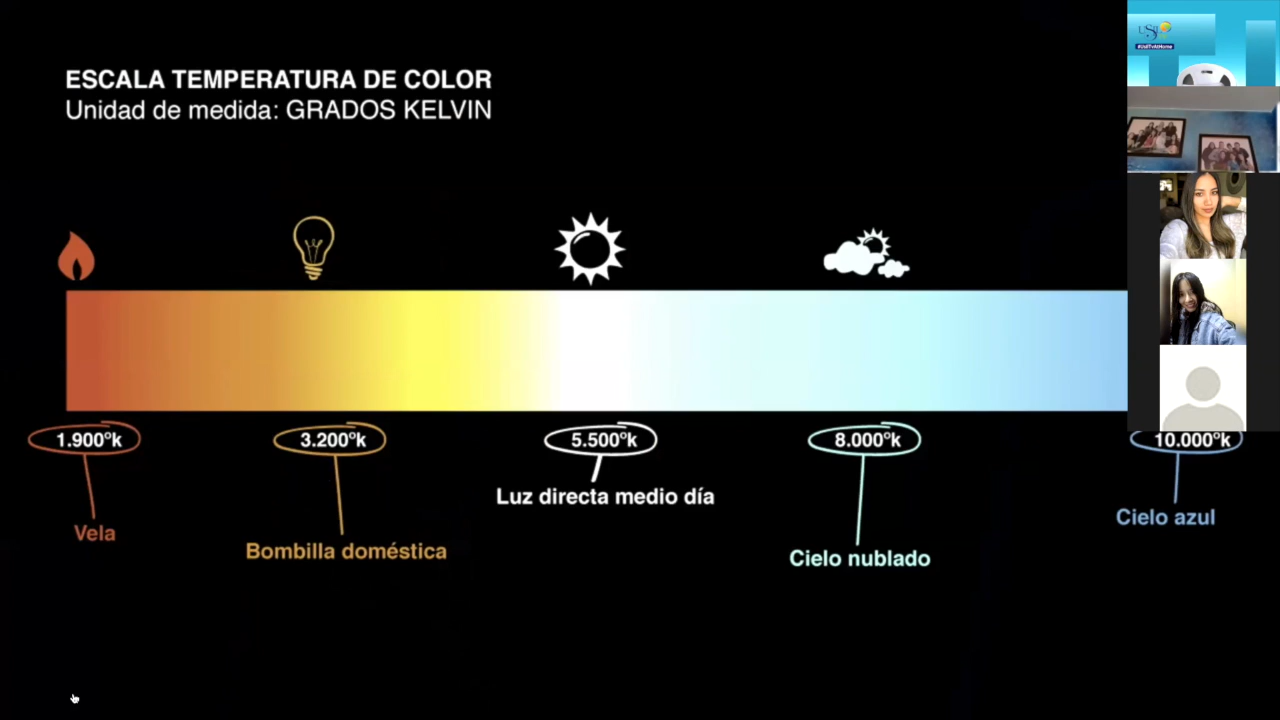 ESCALA TEMPERATURA DE COLOR
Unidad de medida: GRADOS KELVIN
#UsilTvAtHome
1.900ºk
3.200ºk
5.500ºk
8.000ºk
10.000ºk
Luz directa medio día
Cielo azul
Vela
Bombilla doméstica
Cielo nublado